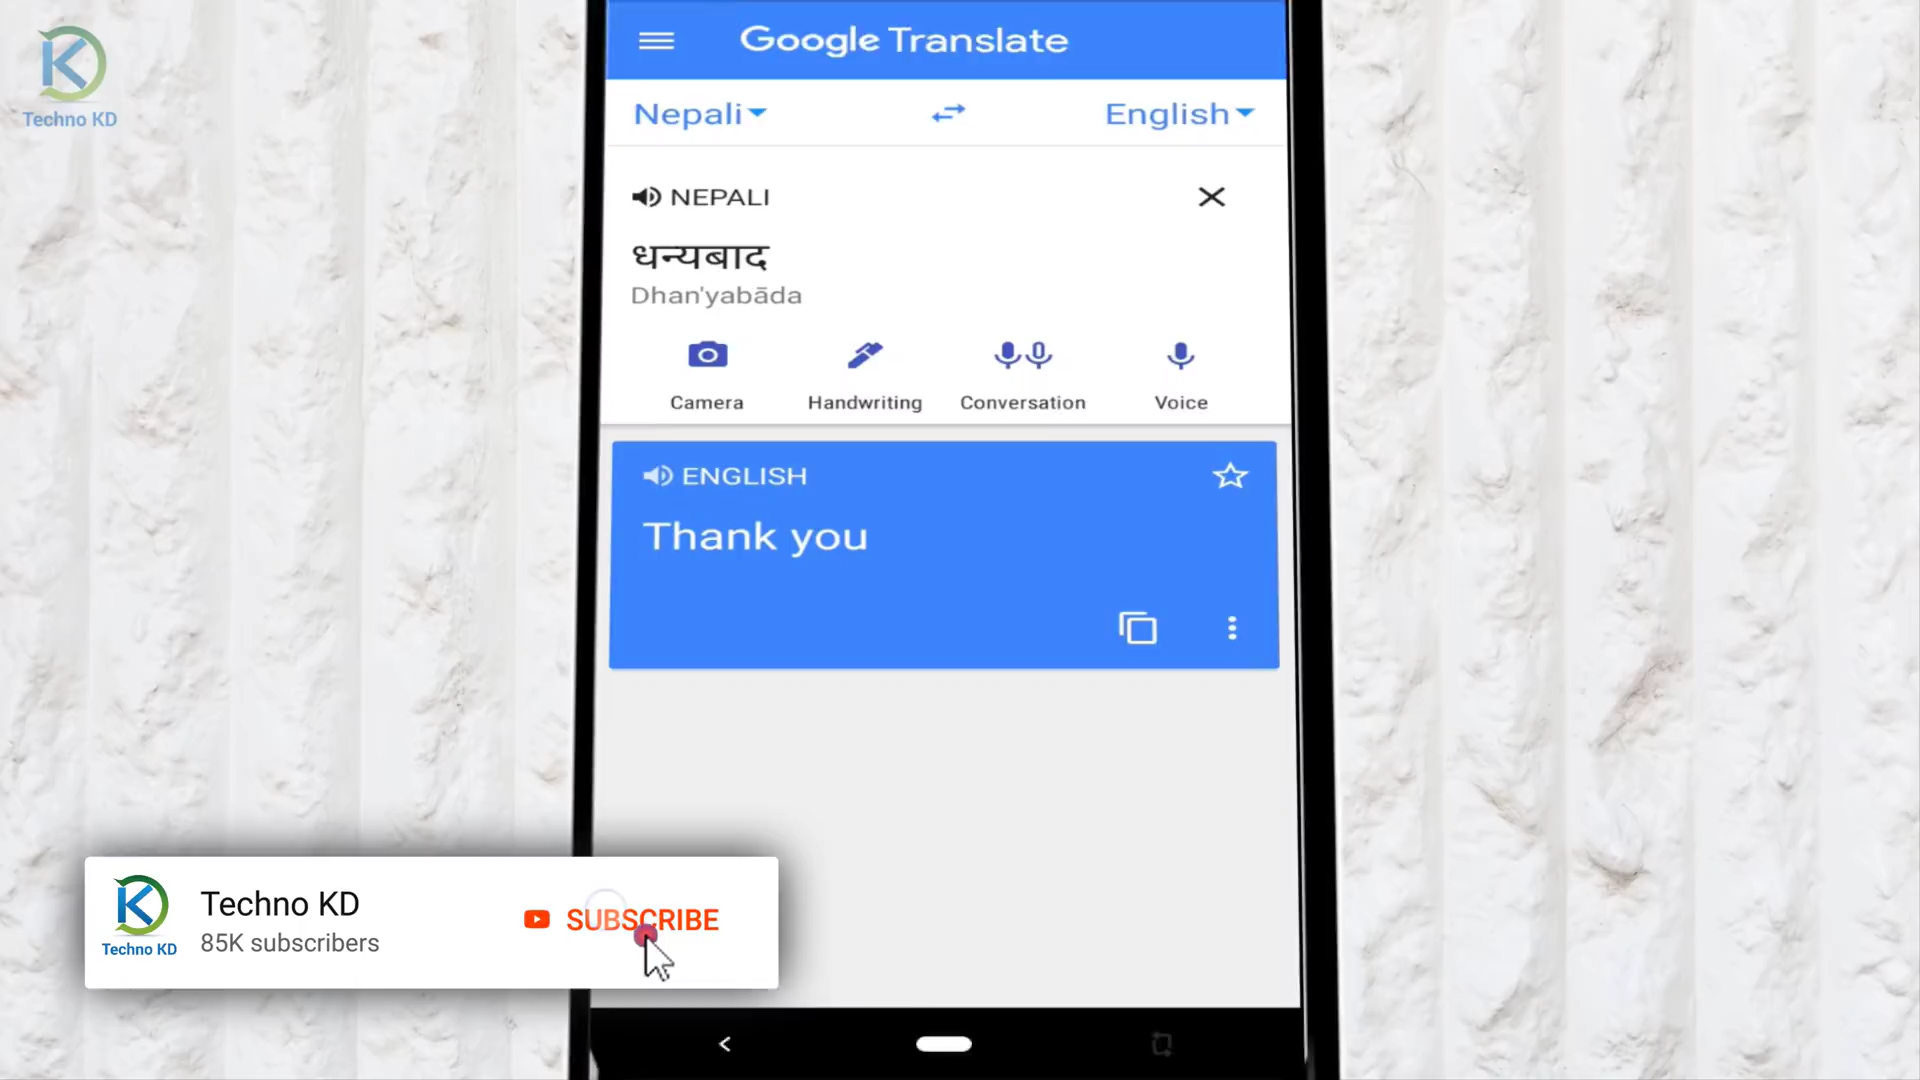 Techno KD
Google Translate
Nepali
English
NEPALI
धन्यबाद
Dhan'yabāda
Camera
Handwriting
Conversation
Voice
ENGLISH
Thank you
Techno KD
Techno KD
85K subscribers
SUBSCRIBE